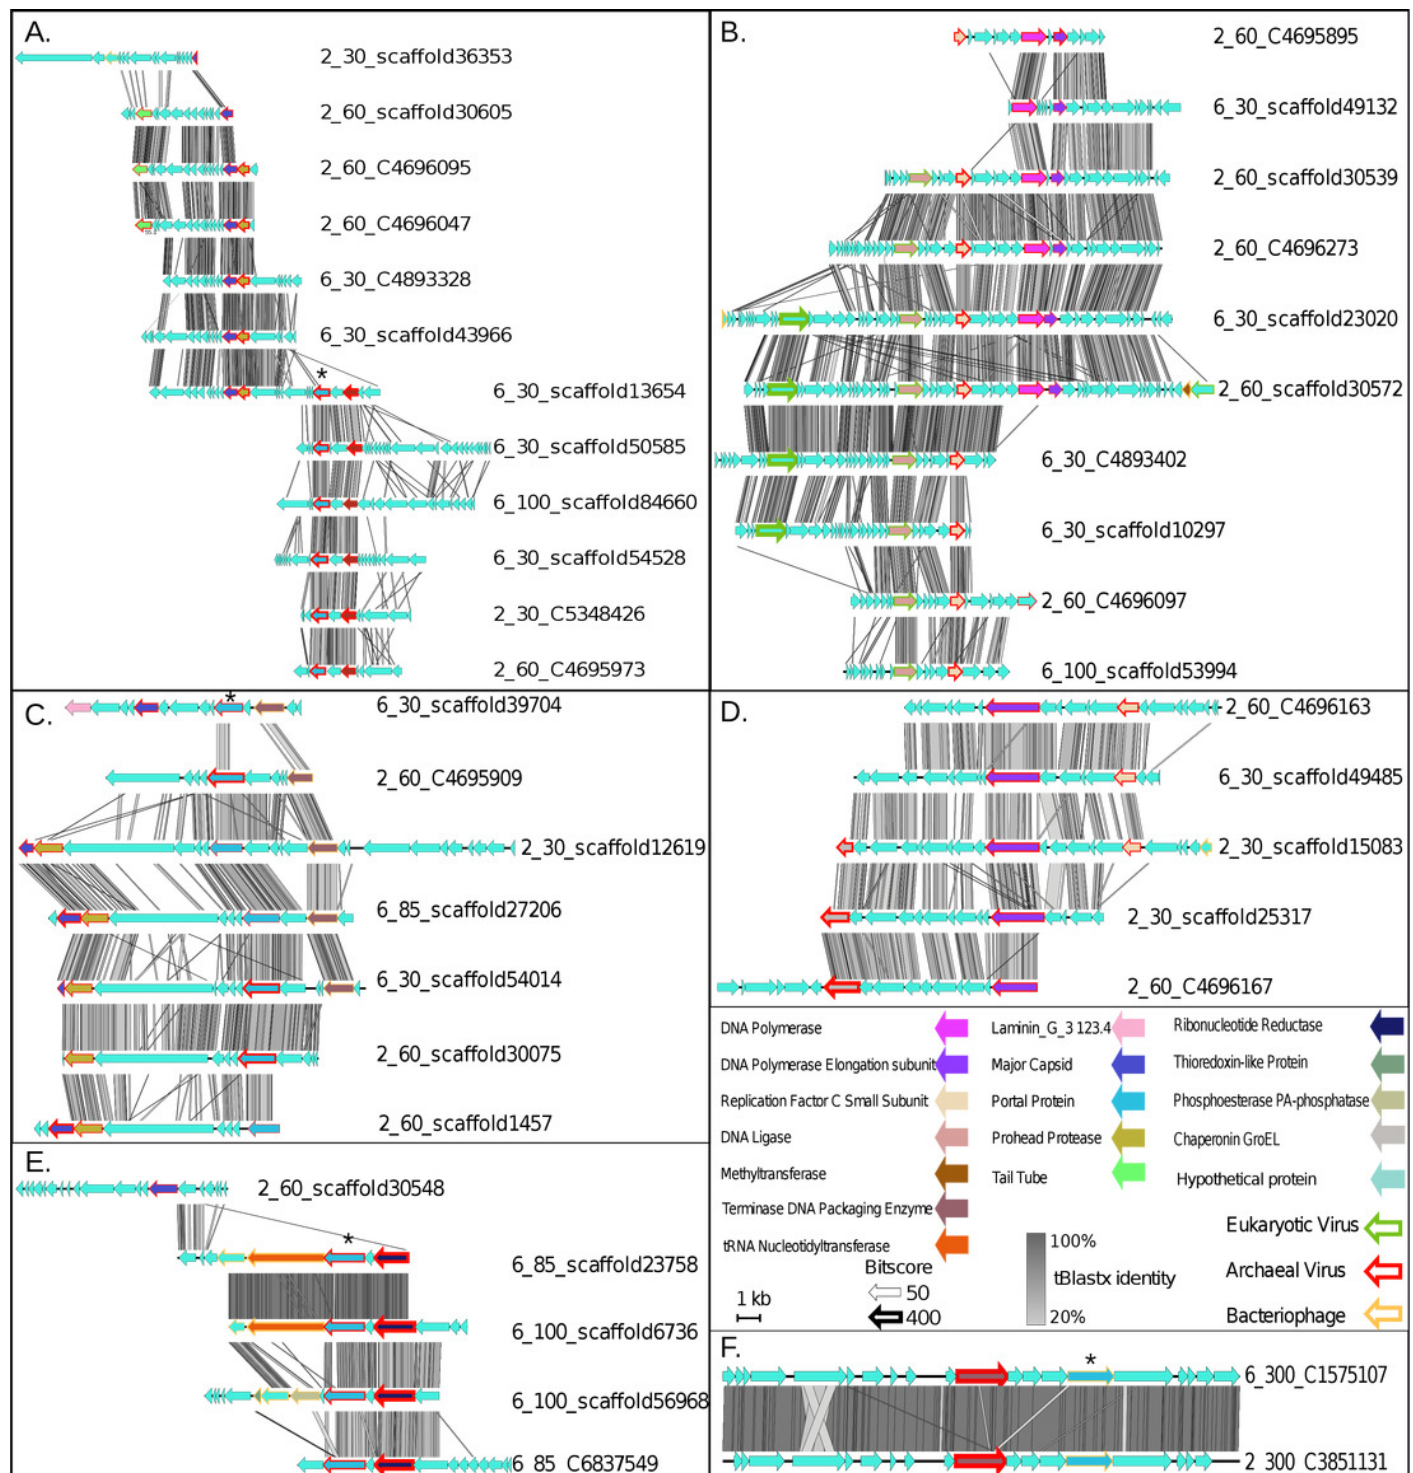 A.
2_30_scaffold36353
2_60_scaffold30605
2_60_C4696095
2_60_C4696047
6_30_C4893328
6_30_scaffold43966
*
6_30_scaffold13654
6_30_scaffold50585
6_100_scaffold84660
6_30_scaffold54528
2_30_C5348426
2_60_C4695973
B.
2_60_C4695895
6_30_scaffold49132
2_60_scaffold30539
2_60_C4696273
6_30_scaffold23020
2_60_scaffold30572
6_30_C4893402
6_30_scaffold10297
2_60_C4696097
6_100_scaffold53994
C.
*
6_30_scaffold39704
2_60_C4695909
2_30_scaffold12619
6_85_scaffold27206
6_30_scaffold54014
2_60_scaffold30075
2_60_scaffold1457
D.
2_60_C4696163
6_30_scaffold49485
2_30_scaffold15083
2_30_scaffold25317
2_60_C4696167
DNA Polymerase
DNA Polymerase Elongation subunit
Replication Factor C Small Subunit
DNA Ligase
Methyltransferase
Terminase DNA Packaging Enzyme
tRNA Nucleotidyltransferase
Laminin_G_3 123.4
Major Capsid
Portal Protein
Prohead Protease
Tail Tube
Ribonucleotide Reductase
Thioredoxin-like Protein
Phosphoesterase PA-phosphatase
Chaperonin GroEL
Hypothetical protein
Eukaryotic Virus
Archaeal Virus
Bacteriophage
1 kb
Bitscore
50
400
100%
tBlastx identity
20%
E.
2_60_scaffold30548
*
6_85_scaffold23758
6_100_scaffold6736
6_100_scaffold56968
6_85_C6837549
F.
*
6_300_C1575107
2_300_C3851131